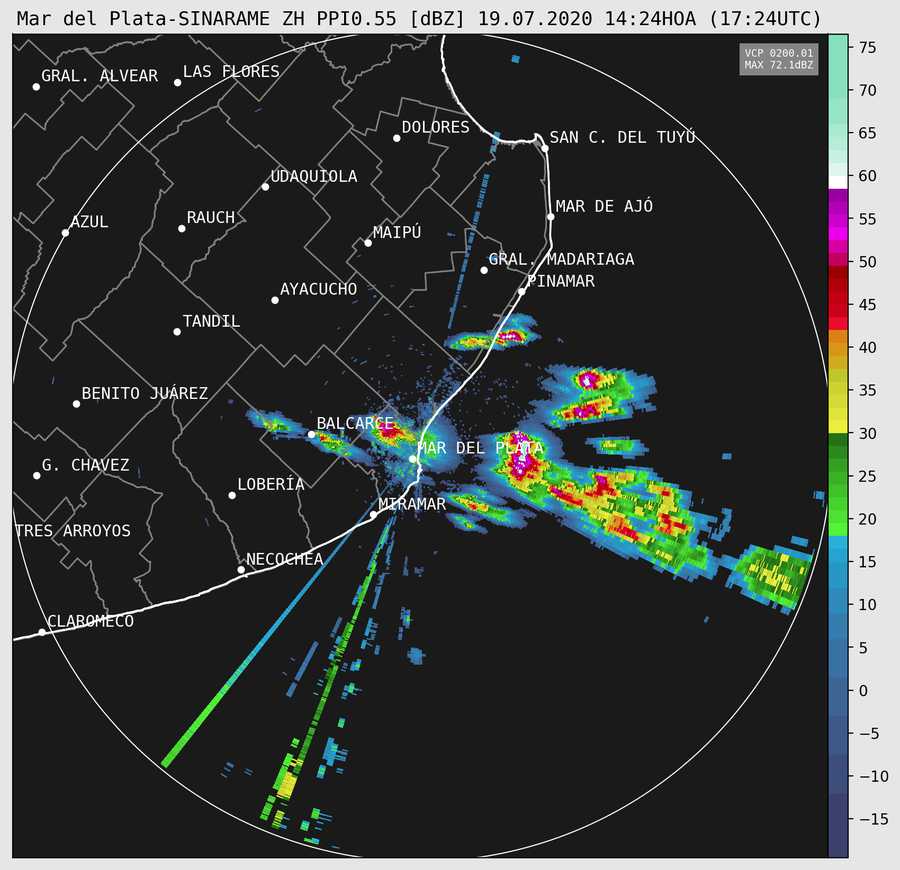 Mar del Plata-SINARAME ZH PPI0.55 [dBZ] 19.07.2020 14:24HOA (17:24UTC)
VCP 0200.01
MAX 72.1dBZ
GRAL. ALVEAR
LAS FLORES
DOLORES
SAN C. DEL TUYÚ
UDAQUIOLA
MAR DE AJÓ
RAUCH
AZUL
MAIPÚ
GRAL. MADARIAGA
PINAMAR
AYACUCHO
TANDIL
BENITO JUÁREZ
BALCARCE
MAR DEL PLATA
G. CHAVEZ
LOBERÍA
MIRAMAR
TRES ARROYOS
NECOCHEA
CLAROMECO
75
70
65
60
55
50
45
40
35
30
25
20
15
10
5
0
−5
−10
−15